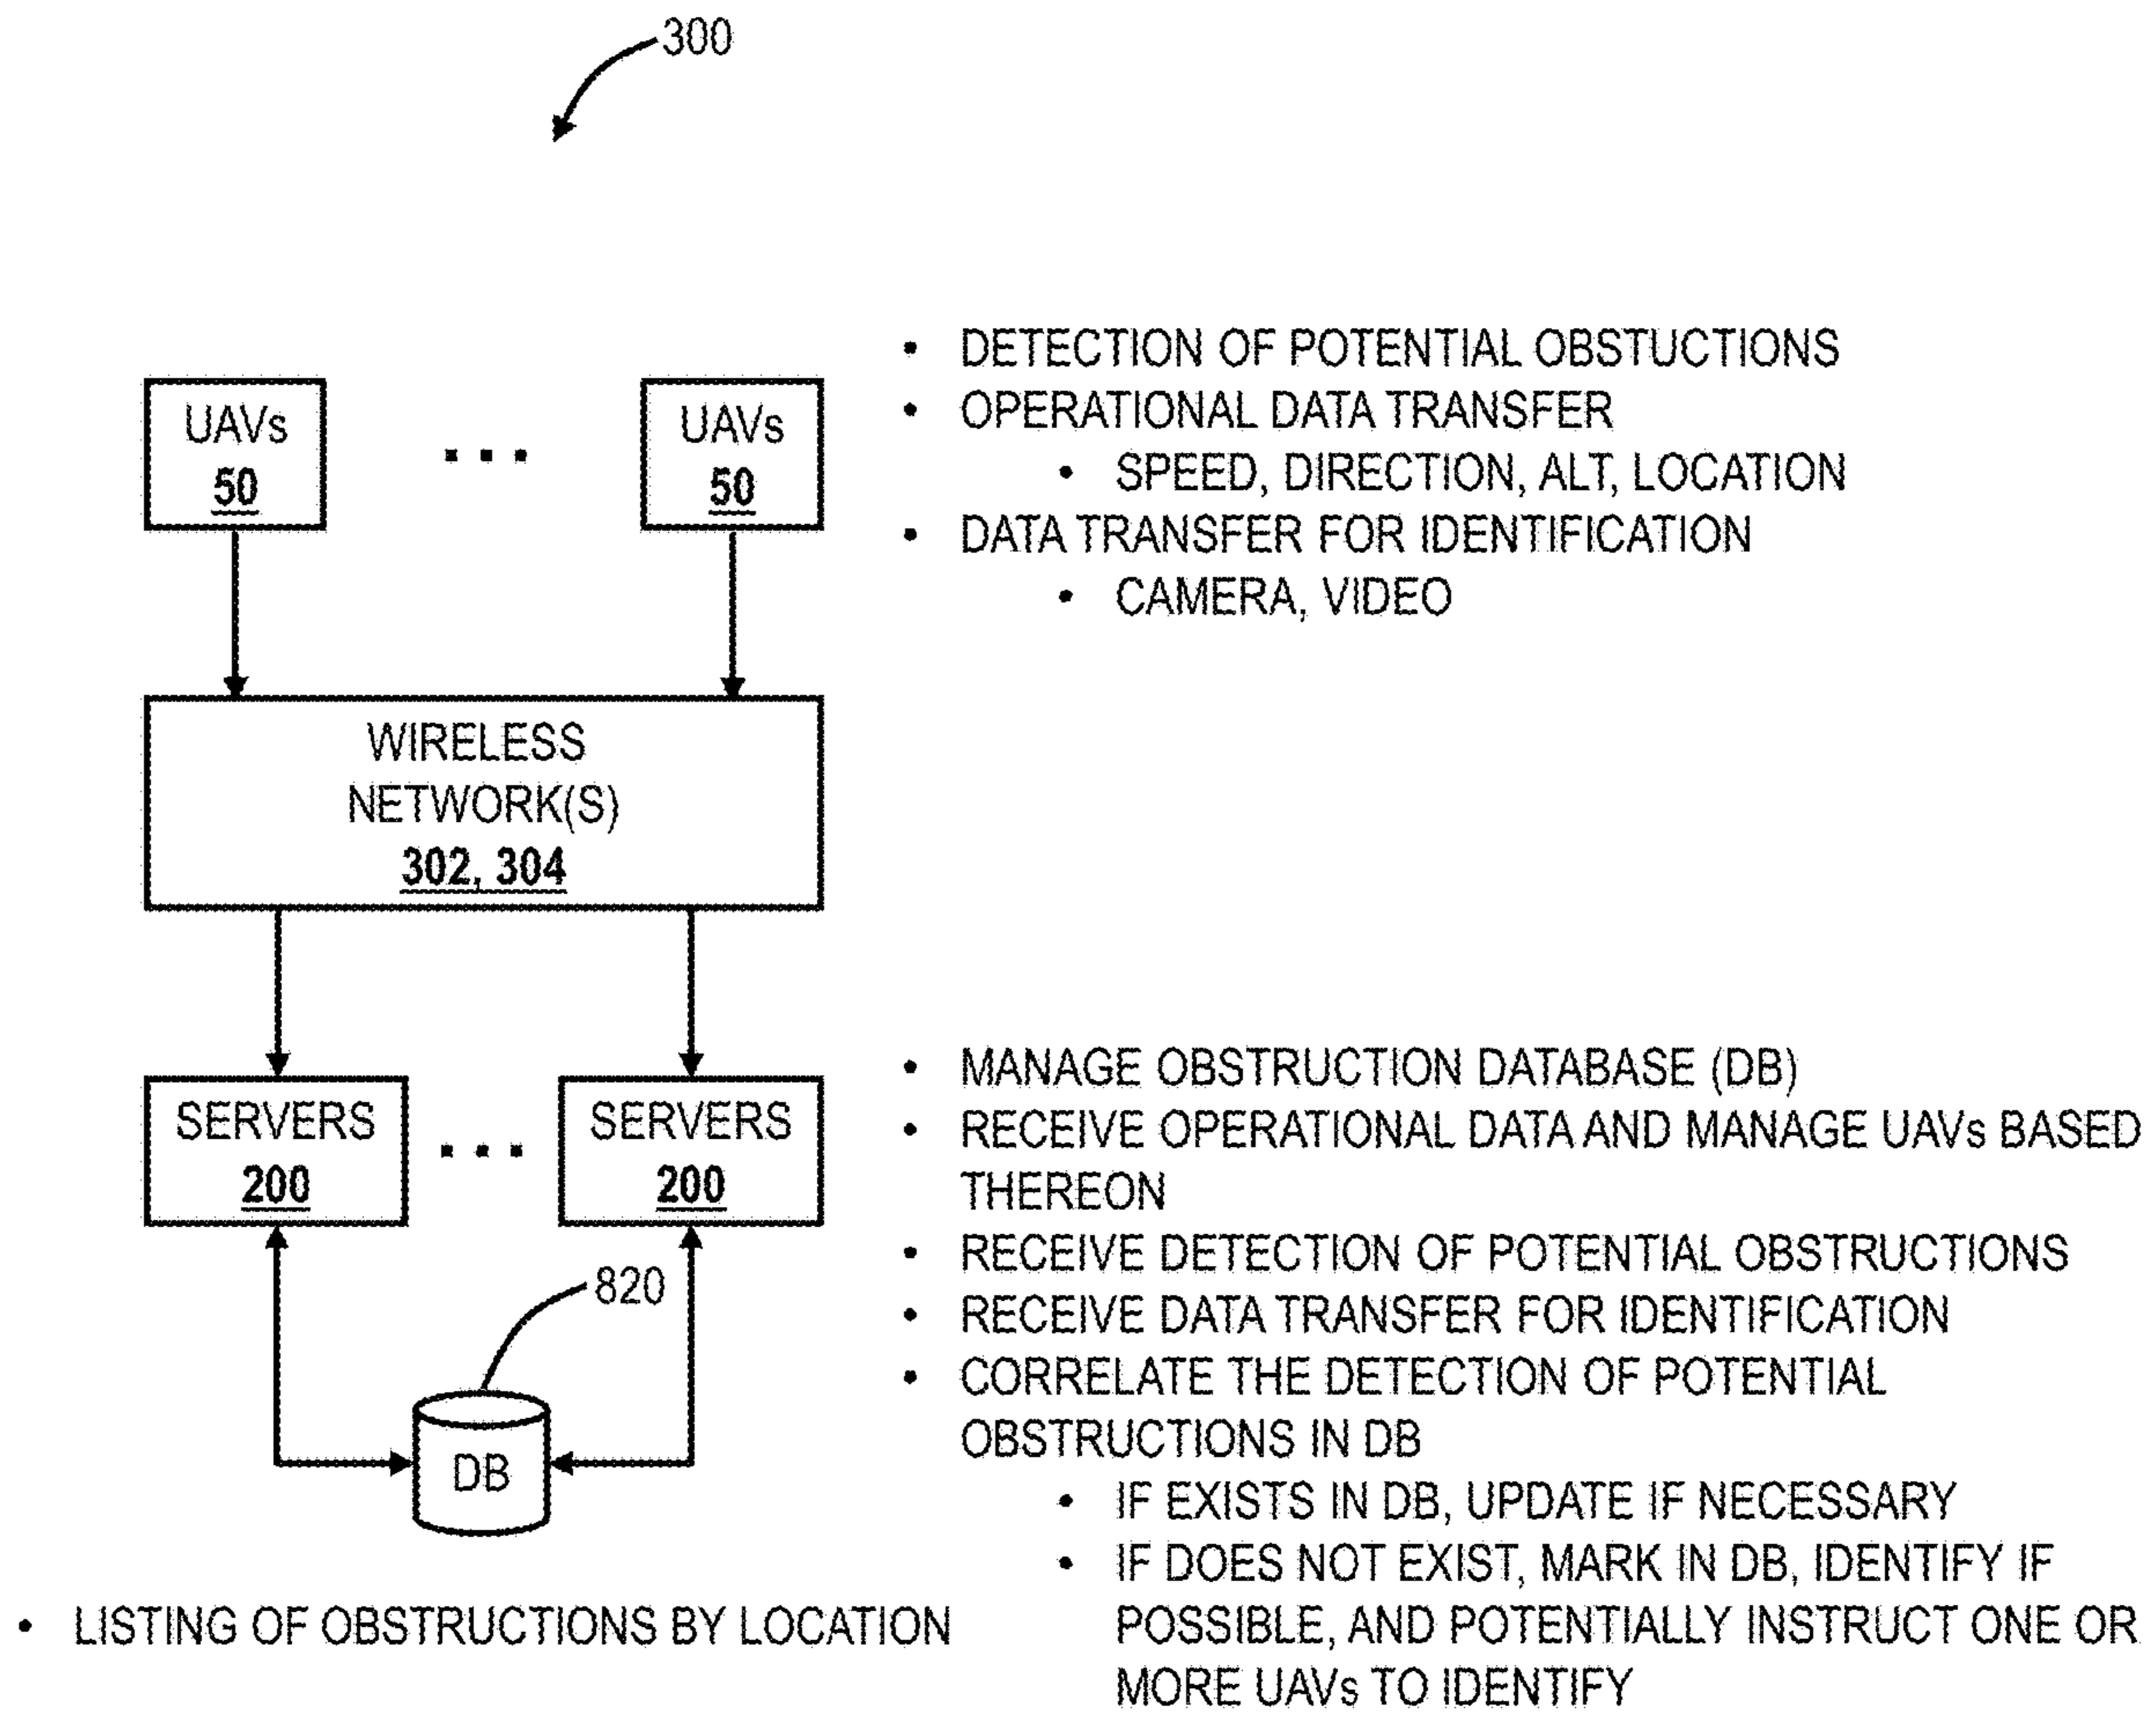 300
UAVs
50
. . .
UAVs
50
• DETECTION OF POTENTIAL OBSTUCTIONS
• OPERATIONAL DATA TRANSFER
• SPEED, DIRECTION, ALT, LOCATION
• DATA TRANSFER FOR IDENTIFICATION
• CAMERA, VIDEO
WIRELESS
NETWORK(S)
302, 304
SERVERS
200
. . .
SERVERS
200
820
DB
• LISTING OF OBSTRUCTIONS BY LOCATION
• MANAGE OBSTRUCTION DATABASE (DB)
• RECEIVE OPERATIONAL DATA AND MANAGE UAVs BASED
THEREON
• RECEIVE DETECTION OF POTENTIAL OBSTRUCTIONS
• RECEIVE DATA TRANSFER FOR IDENTIFICATION
• CORRELATE THE DETECTION OF POTENTIAL
OBSTRUCTIONS IN DB
• IF EXISTS IN DB, UPDATE IF NECESSARY
• IF DOES NOT EXIST, MARK IN DB, IDENTIFY IF
POSSIBLE, AND POTENTIALLY INSTRUCT ONE OR
MORE UAVs TO IDENTIFY